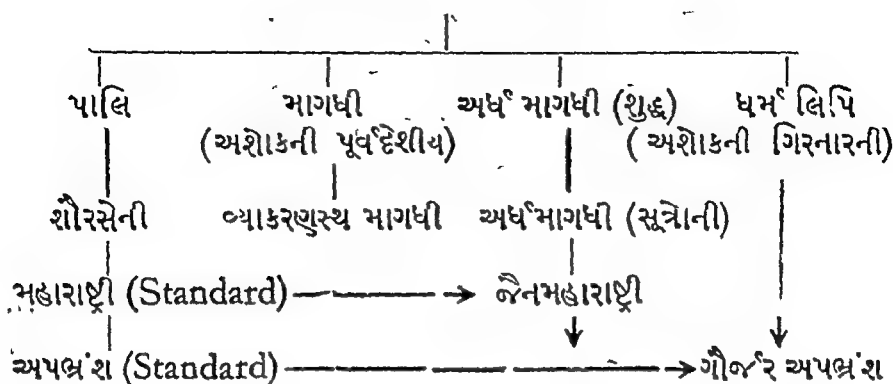 પાલિ માગધી અર્ધ માગધી (શુદ્ધ) ધર્મ લિપિ
(અશોકની પૂર્વદેશીય) (અશોકની ગિરનારની)
શૌરસેની વ્યાકરણસ્થ માગધી અર્ધમાગધી (સૂત્રોની)
મહારાષ્ટ્રી (Standard) જૈનમહારાષ્ટ્રી
અપભ્રંશ (Standard) ગૌર્જર અપભ્રંશ